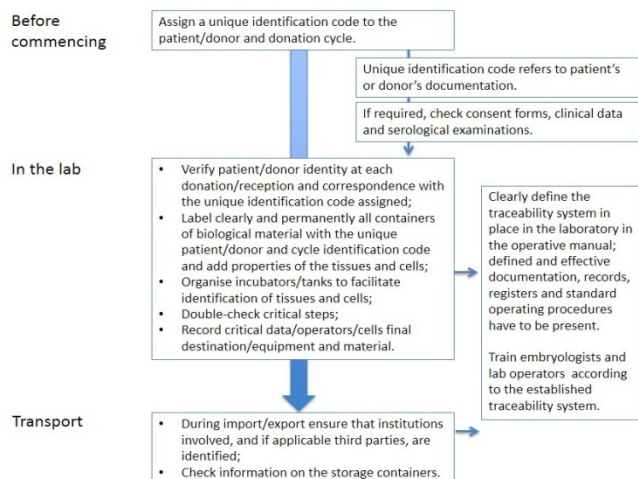 Before
commencing
Assign a unique identification code to the
patient/donor and donation cycle.
Unique identification code refers to patient's
or donor's documentation.
If required, check consent forms, clinical data
and serological examinations.
In the lab
• Verify patient/donor identity at each
donation/reception and correspondence with
the unique identification code assigned;
• Label clearly and permanently all containers
of biological material with the unique
patient/donor and cycle identification code
and add properties of the tissues and cells;
• Organise incubators/tanks to facilitate
identification of tissues and cells;
• Double-check critical steps;
• Record critical data/operators/cells final
destination/equipment and material.
Clearly define the
traceability system in
place in the laboratory in
the operative manual;
defined and effective
documentation, records,
registers and standard
operating procedures
have to be present.
Train embryologists and
lab operators according
to the established
traceability system.
Transport
• During import/export ensure that institutions
involved, and if applicable third parties, are
identified;
• Check information on the storage containers.